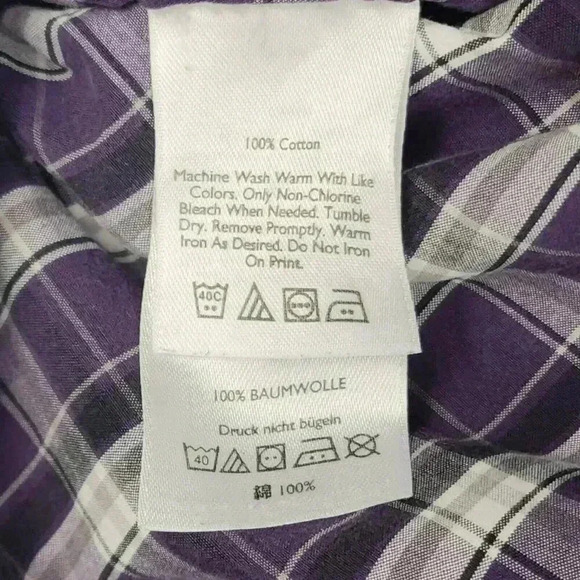 100% Cotton
Machine Wash Warm With Like
Colors, Only Non-Chlorine
Bleach When Needed. Tumble
Dry. Remove Promptly. Warm
Iron As Desired. Do Not Iron
On Print.
40C
100% BAUMWOLLE
Druck nicht bügeln
40
綿 100%